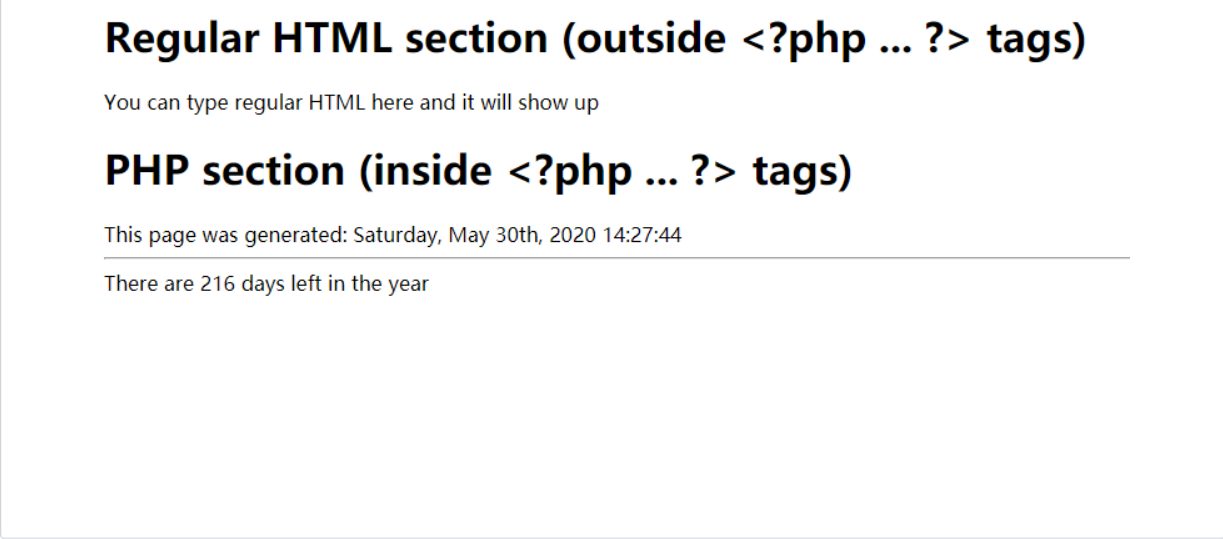 Regular HTML section (outside <?php ... ?> tags)
You can type regular HTML here and it will show up
PHP section (inside <?php ... ?> tags)
This page was generated: Saturday, May 30th, 2020 14:27:44
There are 216 days left in the year